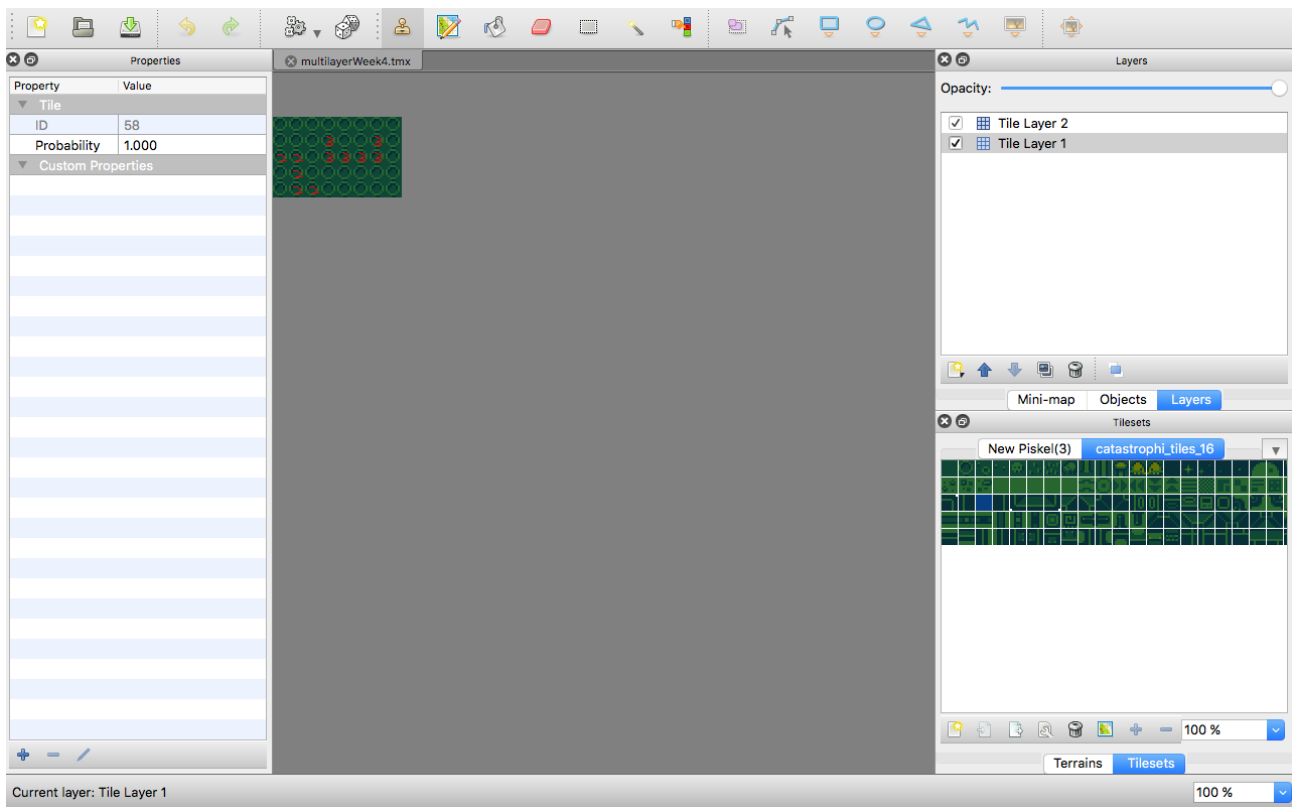 Properties
multilayerWeek4.tmx
Layers
Property Value
Opacity:
Tile
ID 58
Probability 1.000
Custom Properties
Tile Layer 2
Tile Layer 1
Mini-map Objects Layers
Tilesets
New Piskel(3) catastrophi_tiles_16
100 %
Terrains Tilesets
Current layer: Tile Layer 1
100 %